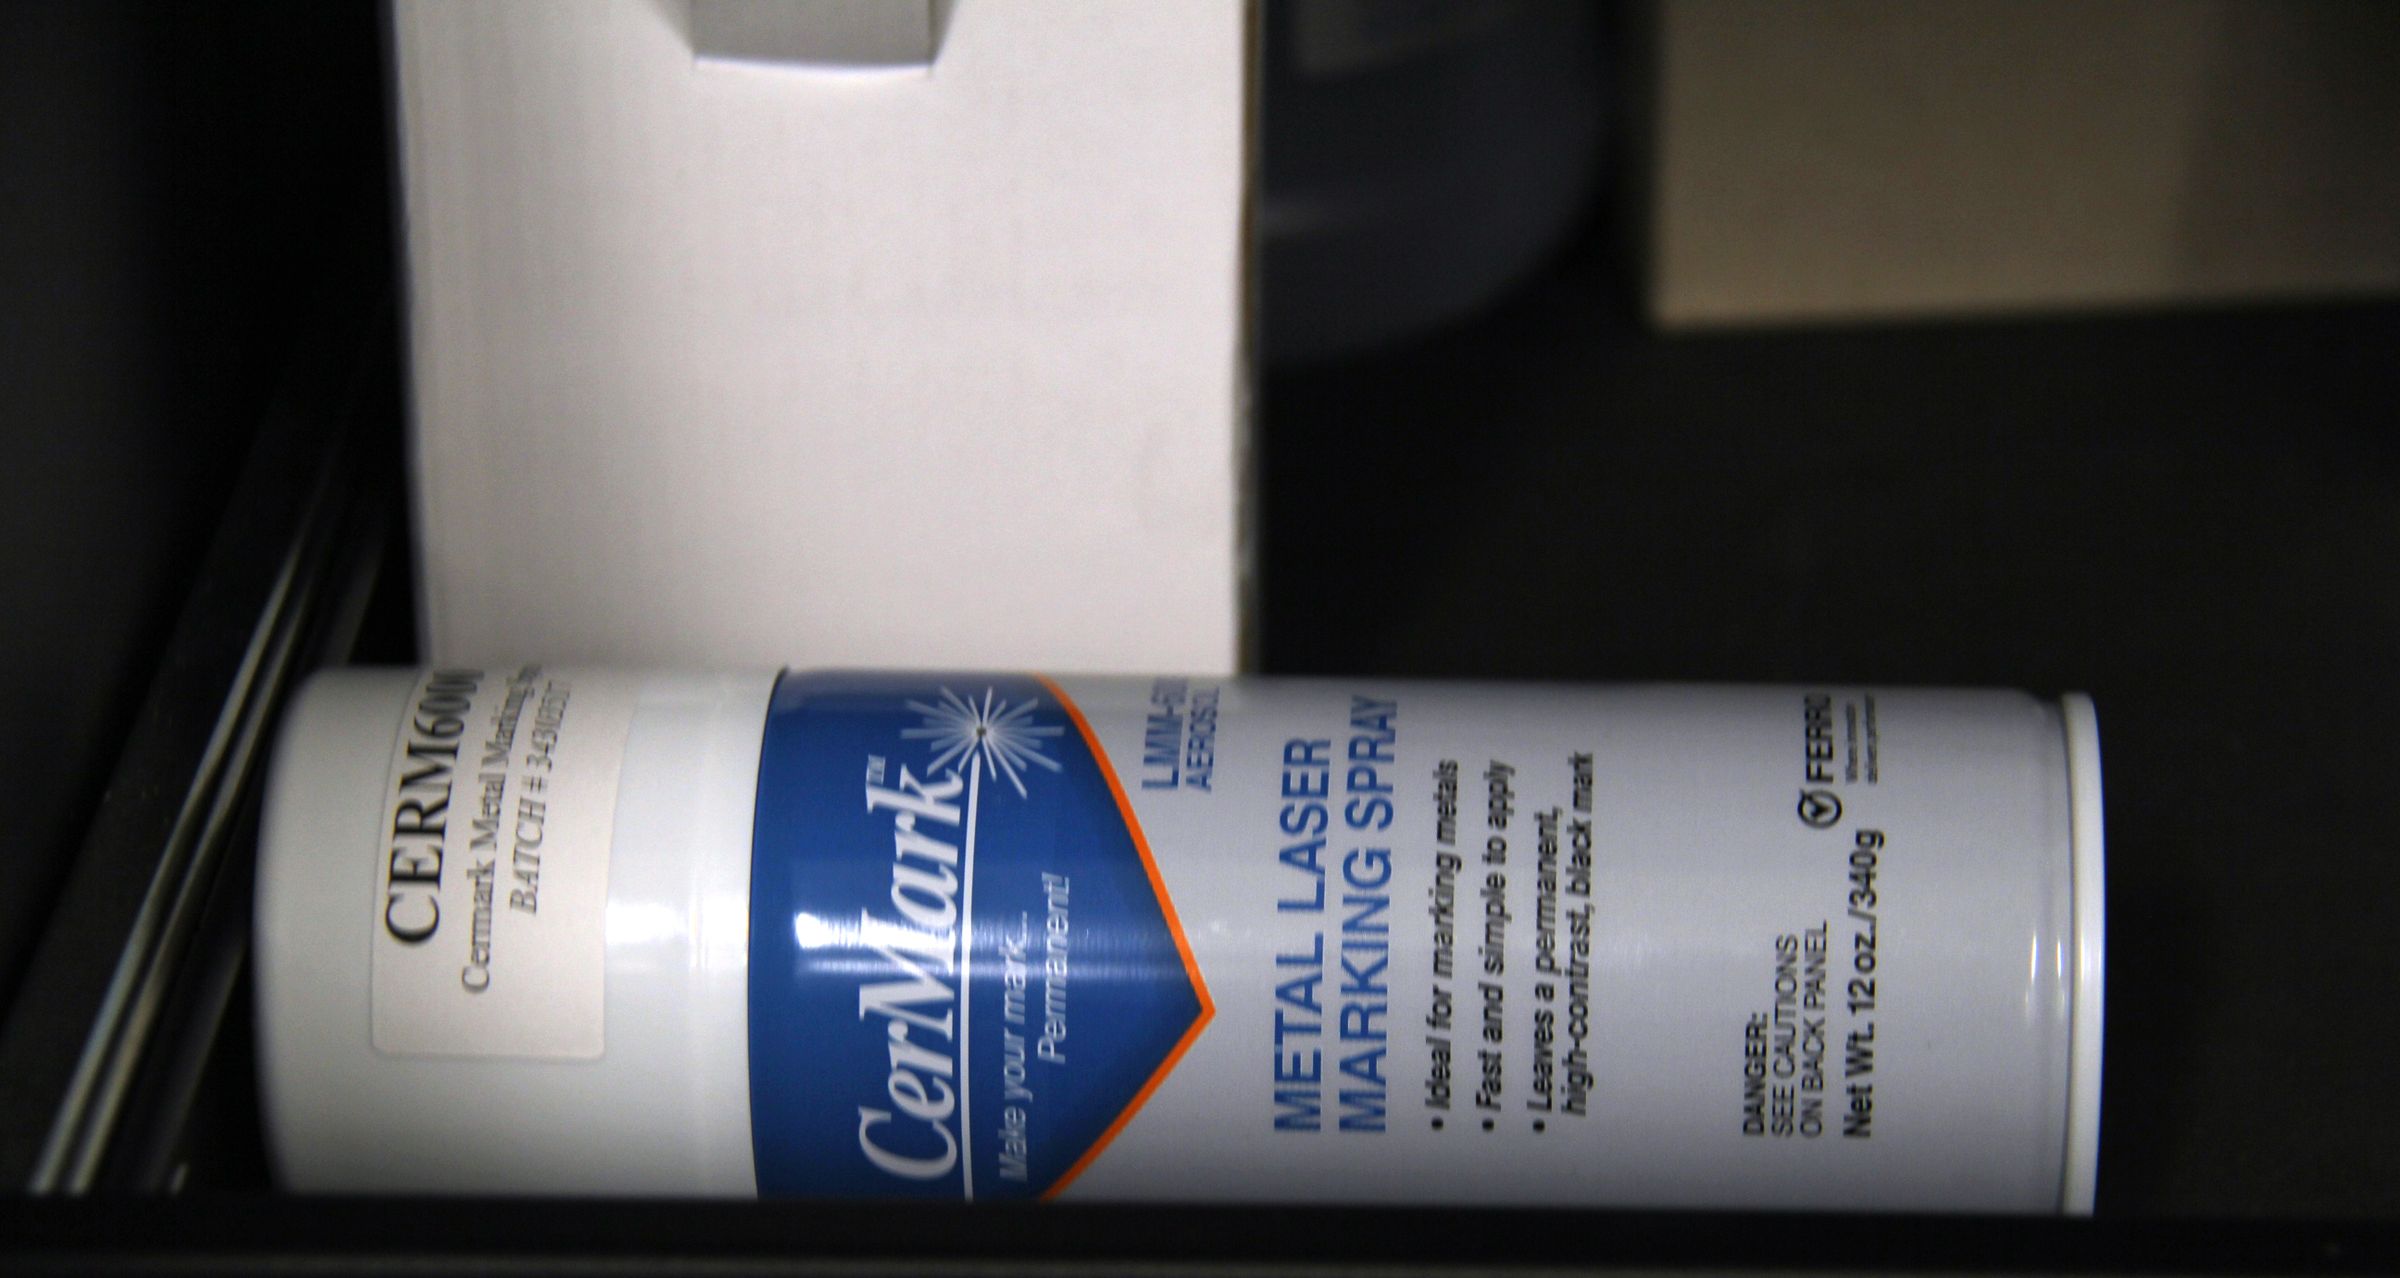 CERM6000
Cermark Metal Marking
BATCH #
CerMark™
Make your mark...
Permanent!
AEROSOL
METAL LASER
MARKING SPRAY
• Ideal for marking metals
• Fast and simple to apply
• Leaves a permanent,
high-contrast, black mark
DANGER:
SEE CAUTIONS
ON BACK PANEL
Net Wt. 12 oz./340g
FERRO